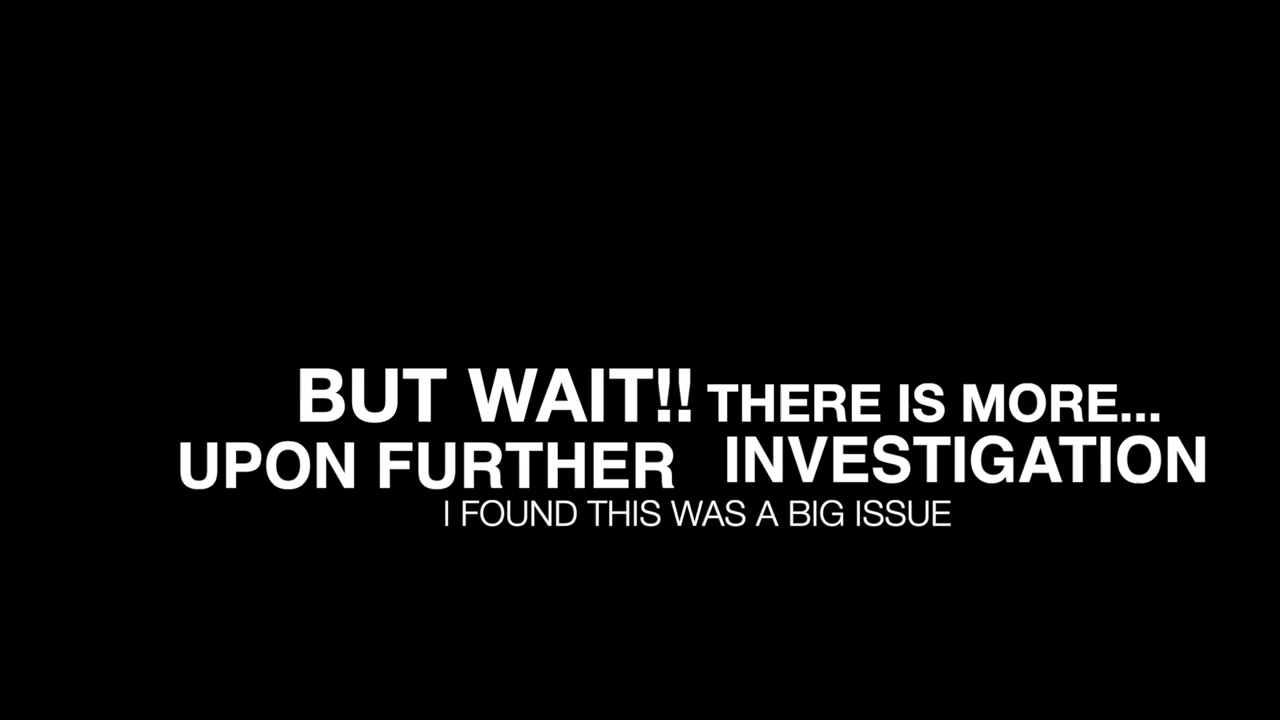 BUT WAIT!! THERE IS MORE...
UPON FURTHER INVESTIGATION
I FOUND THIS WAS A BIG ISSUE